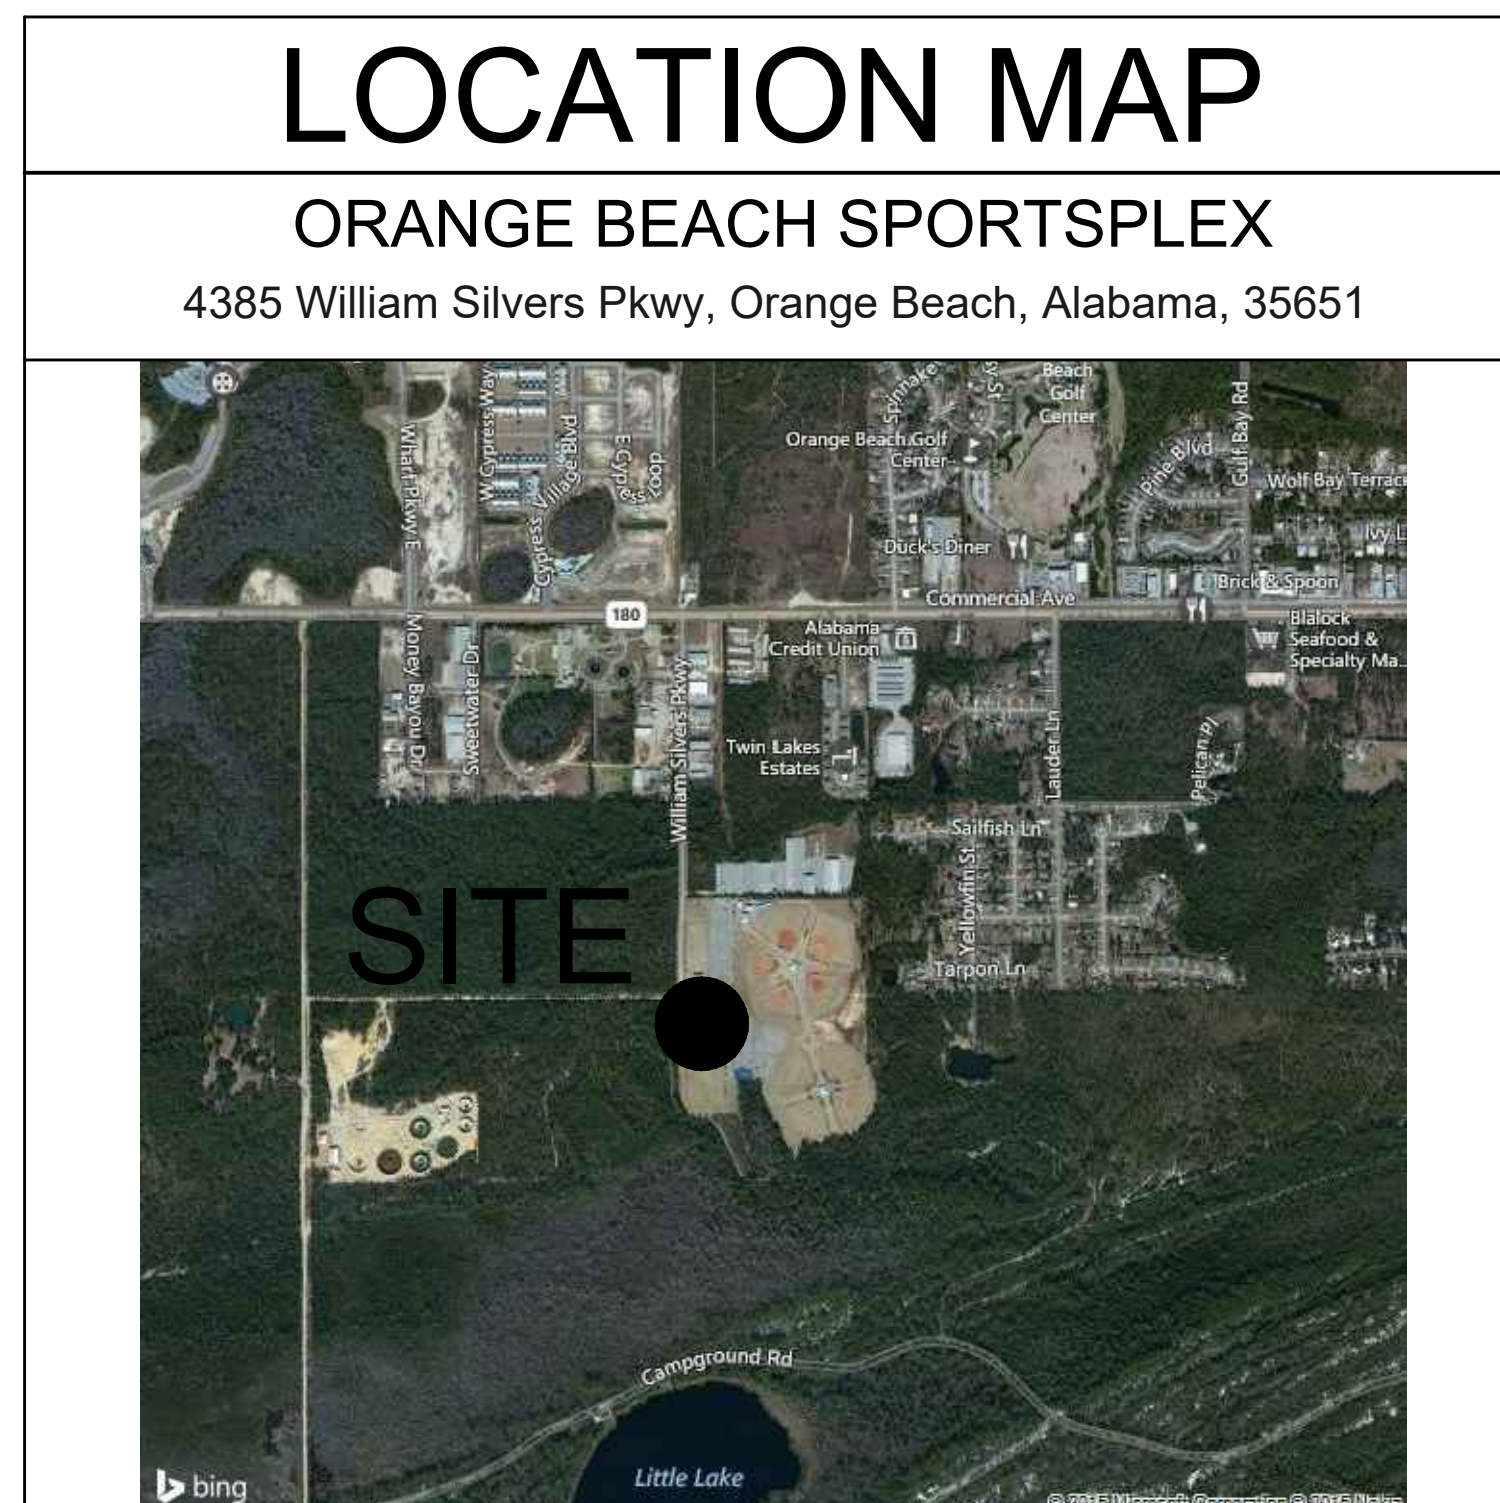 LOCATION MAP
ORANGE BEACH SPORTSPLEX
4385 William Silvers Pkwy, Orange Beach, Alabama, 35651
Wharf Pkwy E
W Cypress Way
Cypress Village Blvd
E Cypress
Loop
Spinnake
y St
Beach
Golf
Center
Orange Beach Golf
Center
Pine Blvd
Gulf Bay Rd
Wolf Bay Terrace
Ivy L
Duck's Diner
Brick & Spoon
Commercial Ave
180
Blalock
Seafood &
Specialty Ma...
Alabama
Credit Union
Money Bayou Dr
Sweetwater Dr
William Silvers Pkwy
Twin Lakes
Estates
Lauder Ln
Pelican Pl
Sailfish Ln
Yellowfin St
Tarpon Ln
SITE
Campground Rd
Little Lake
bing